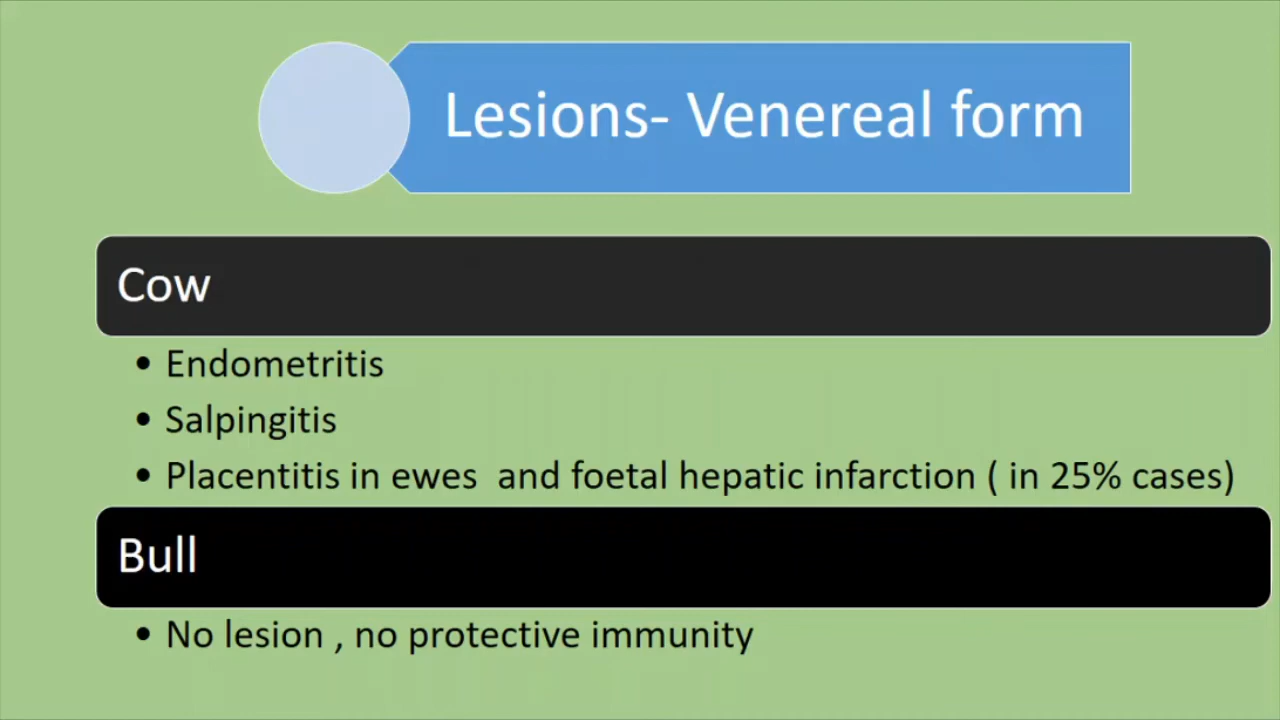 Lesions- Venereal form
Cow
• Endometritis
• Salpingitis
• Placentitis in ewes  and foetal hepatic infarction ( in 25% cases)
Bull
• No lesion , no protective immunity